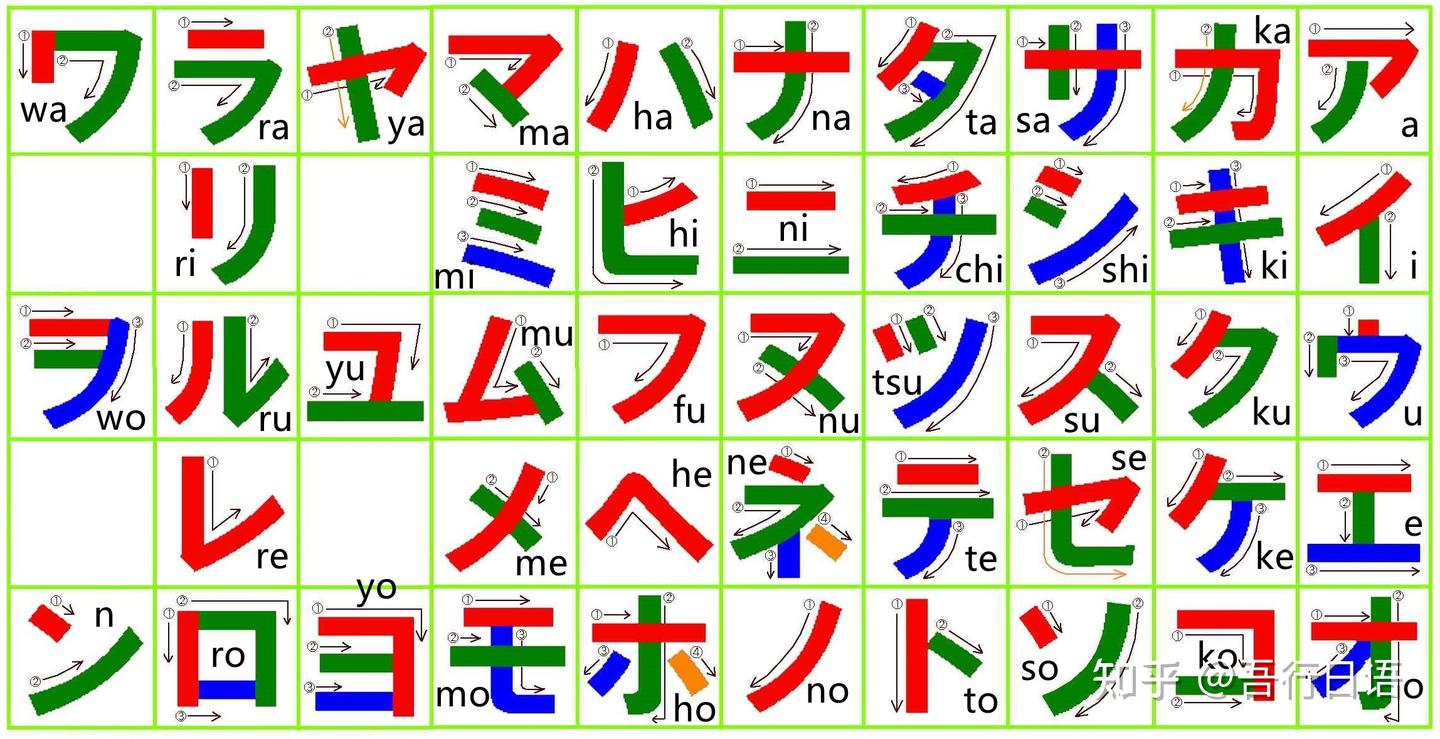 ワ wa ラ ra ヤ ya マ ma ハ ha ナ na タ ta サ sa カ ka ア a
リ ri ミ mi ヒ hi ニ ni チ chi シ shi キ ki イ i
ヲ wo ル ru ユ yu ム mu フ fu ヌ nu ツ tsu ス su ク ku ウ u
レ re メ me ヘ he ネ ne テ te セ se ケ ke エ e
ン n ロ ro ヨ yo モ mo ホ ho ノ no ト to ソ so コ ko オ o
知乎 @吾行日语